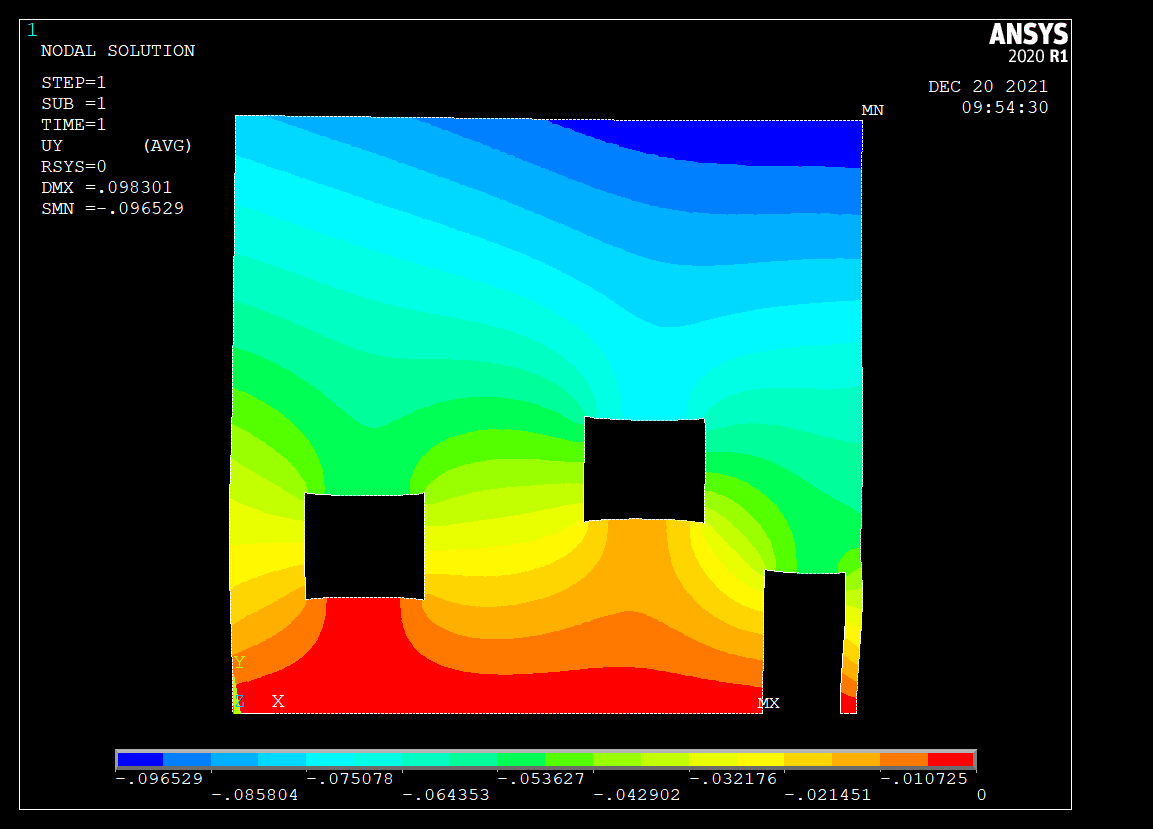 1
ANSYS
2020 R1
NODAL SOLUTION
STEP=1
SUB =1
TIME=1
UY (AVG)
RSYS=0
DMX =.098301
SMN =-.096529
DEC 20 2021
09:54:30
MN
Y
Z X
MX
-.096529 -.075078 -.053627 -.032176 -.010725
-.085804 -.064353 -.042902 -.021451 0